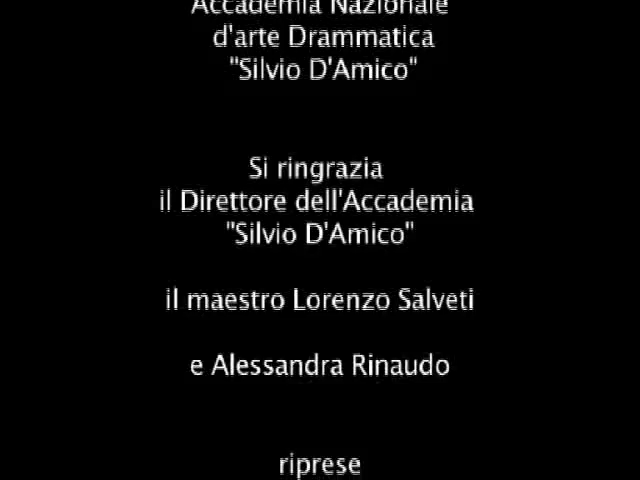 Accademia Nazionale
d'arte Drammatica
"Silvio D'Amico"
Si ringrazia
il Direttore dell'Accademia
"Silvio D'Amico"
il maestro Lorenzo Salveti
e Alessandra Rinaudo
riprese